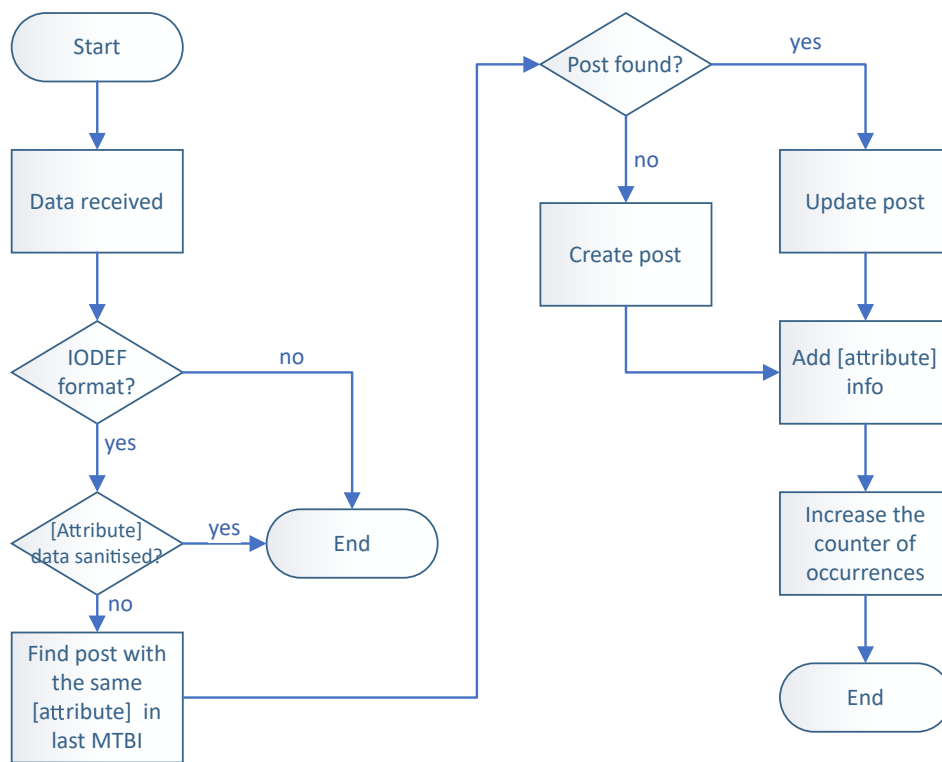 Start
Data received
IODEF
format?
no
yes
[Attribute]
data sanitised?
yes
End
no
Find post with
the same
[attribute] in
last MTBI
Post found?
yes
no
Create post
Update post
Add [attribute]
info
Increase the
counter of
occurrences
End